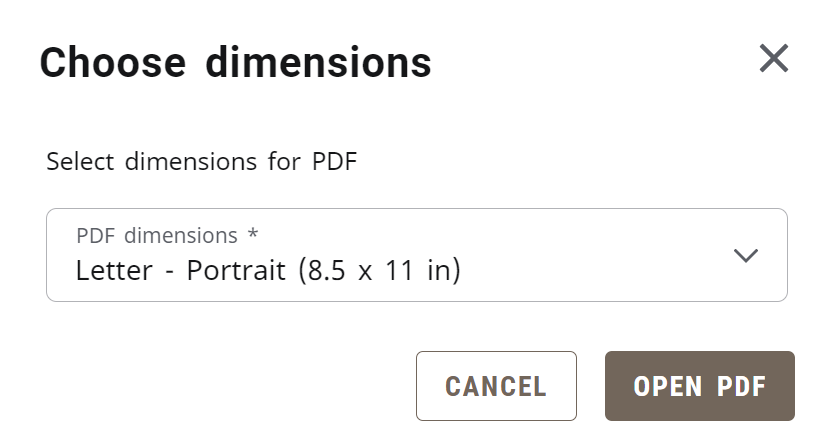 Choose dimensions
Select dimensions for PDF
PDF dimensions *
Letter - Portrait (8.5 x 11 in)
CANCEL
OPEN PDF